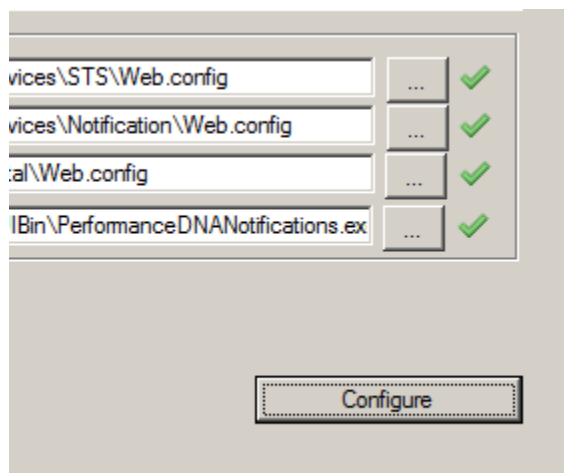 vices\STS\Web.config
...
vices\Notification\Web.config
...
tal\Web.config
...
IBin\PerformanceDNANotifications.ex
...
Configure